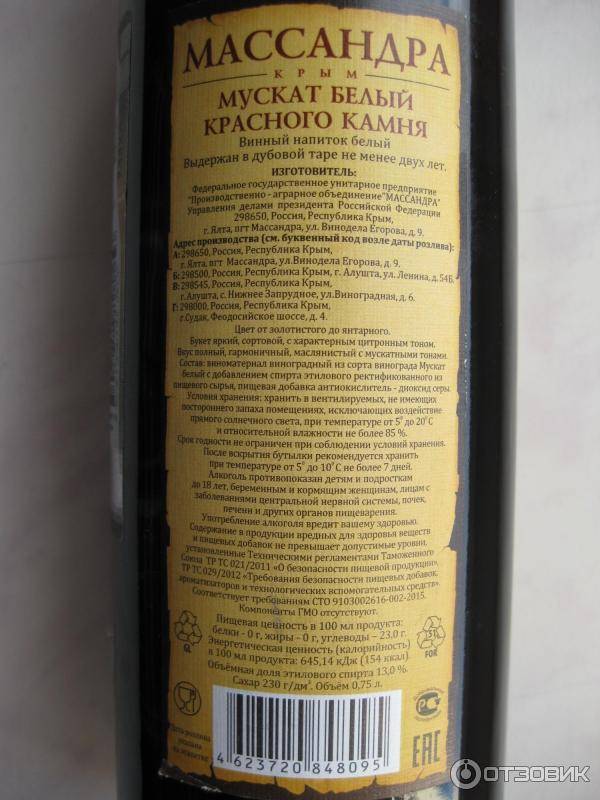 МАССАНДРА
КРЫМ
МУСКАТ БЕЛЫЙ
КРАСНОГО КАМНЯ
Винный напиток белый
Выдержан в дубовой таре не менее двух лет.
ИЗГОТОВИТЕЛЬ:
Федеральное государственное унитарное предприятие
"Производственно - аграрное объединение "МАССАНДРА"
Управления делами президента Российской Федерации
298650, Россия, Республика Крым,
г. Ялта, пгт Массандра, ул. Винодела Егорова, д. 9.
Адрес производства (см. буквенный код возле даты розлива):
А: 298650, Россия, Республика Крым,
г. Ялта, пгт Массандра, ул.Винодела Егорова, д. 9.
Б: 298500, Россия, Республика Крым, г. Алушта, ул. Ленина, д. 54Б.
В: 298545, Россия, Республика Крым,
г.Алушта, с. Нижнее Запрудное, ул.Виноградная, д. 6.
Г: 298000, Россия, Республика Крым,
г.Судак, Феодосийское шоссе, д. 4.
Цвет от золотистого до янтарного.
Букет яркий, сортовой, с характерным цитронным тоном.
Вкус полный, гармоничный, маслянистый с мускатными тонами.
Состав: виноматериал виноградный из сорта винограда Мускат
белый с добавлением спирта этилового ректификованного из
пищевого сырья, пищевая добавка антиокислитель - диоксид серы.
Условия хранения: хранить в вентилируемых, не имеющих
постороннего запаха помещениях, исключающих воздействие
прямого солнечного света, при температуре от 5° до 20°С
и относительной влажности не более 85 %.
Срок годности не ограничен при соблюдении условий хранения.
После вскрытия бутылки рекомендуется хранить
при температуре от 5° до 10°С не более 7 дней.
Алкоголь противопоказан детям и подросткам
до 18 лет, беременным и кормящим женщинам, лицам с
заболеваниями центральной нервной системы, почек,
печени и других органов пищеварения.
Употребление алкоголя вредит вашему здоровью.
Содержание в продукции вредных для здоровья веществ
и пищевых добавок не превышает допустимые уровни,
установленные Техническими регламентами Таможенного
Союза ТР ТС 021/2011 «О безопасности пищевой продукции»,
ТР ТС 029/2012 «Требования безопасности пищевых добавок,
ароматизаторов и технологических вспомогательных средств».
Соответствует требованиям СТО 9103002616-002-2015.
Компоненты ГМО отсутствуют.
Пищевая ценность в 100 мл продукта:
белки - 0 г, жиры - 0 г, углеводы – 23,0 г.
Энергетическая ценность (калорийность)
в 100 мл продукта: 645,14 кДж (154 ккал).
Объёмная доля этилового спирта 13,0 %.
Сахар 230 г/дм³. Объём 0,75 л.
GL
51
FOR
Дата розлива
указана
на
4 623720 848095
ЕАС
ОТЗОВИК